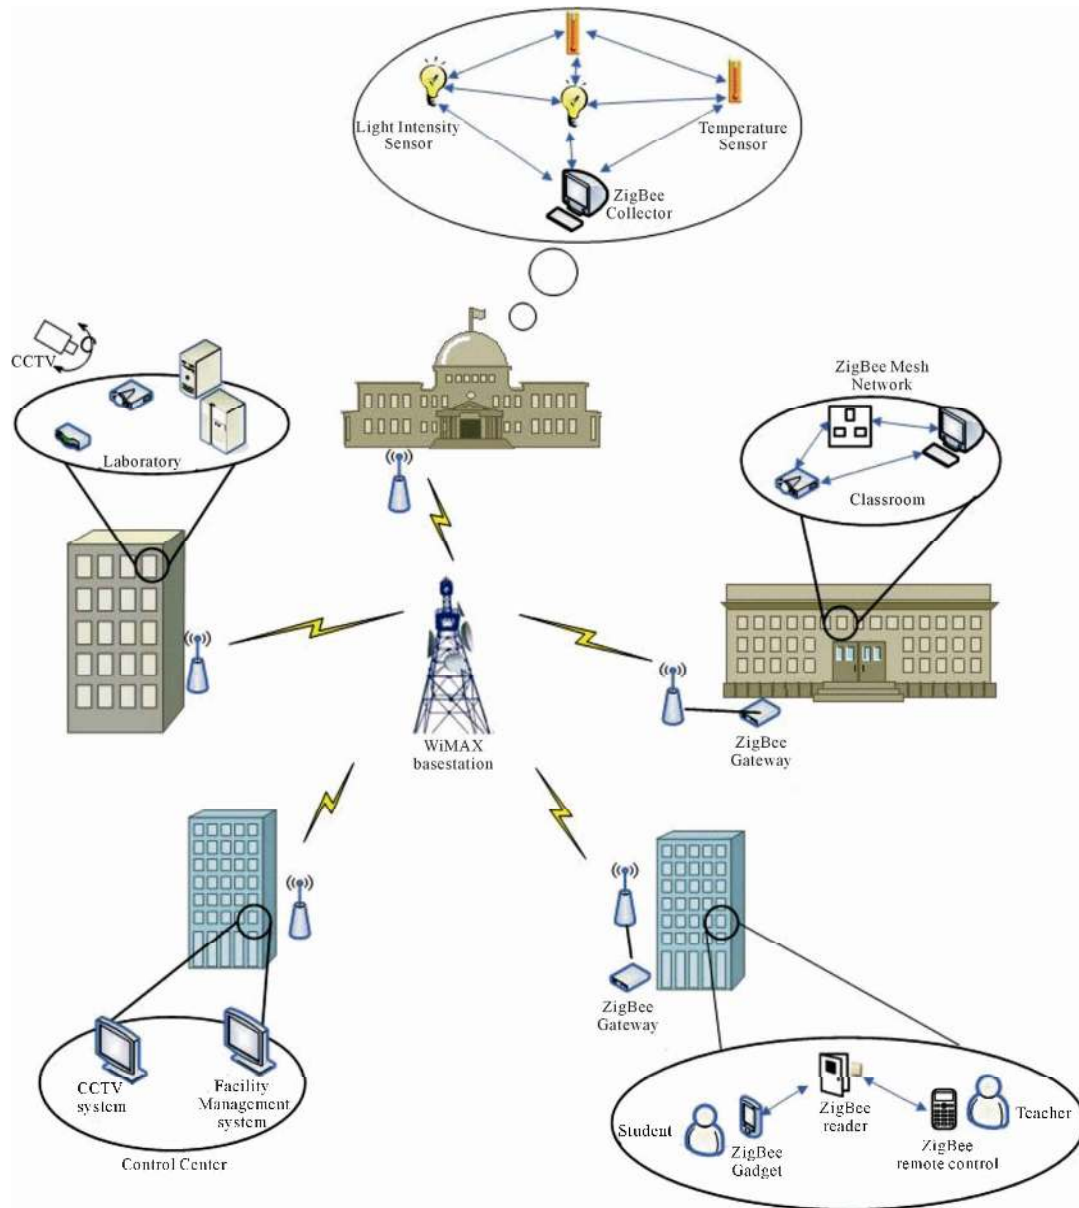 Light Intensity
Sensor
Temperature
Sensor
ZigBee
Collector
CCTV
Laboratory
ZigBee Mesh
Network
Classroom
WiMAX
basestation
ZigBee
Gateway
ZigBee
Gateway
CCTV
system
Facility
Management
system
Control Center
Student
ZigBee
Gadget
ZigBee
reader
ZigBee
remote control
Teacher